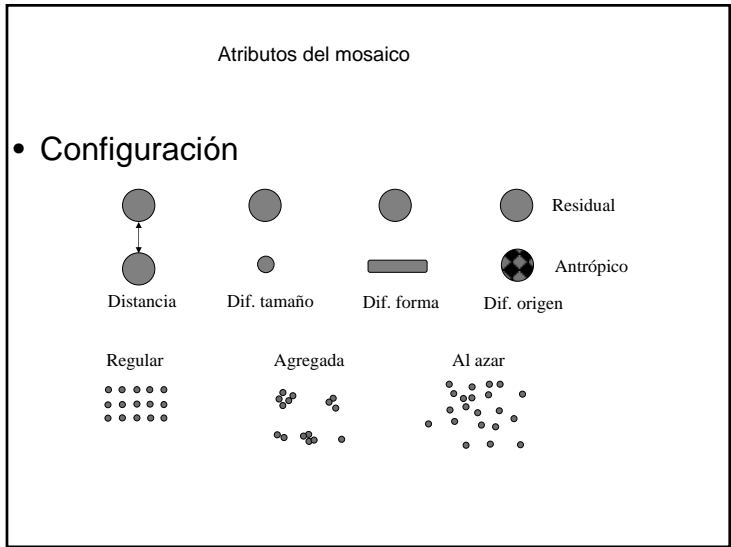 Atributos del mosaico
• Configuración
Residual
Antrópico
Distancia Dif. tamaño Dif. forma Dif. origen
Regular Agregada Al azar